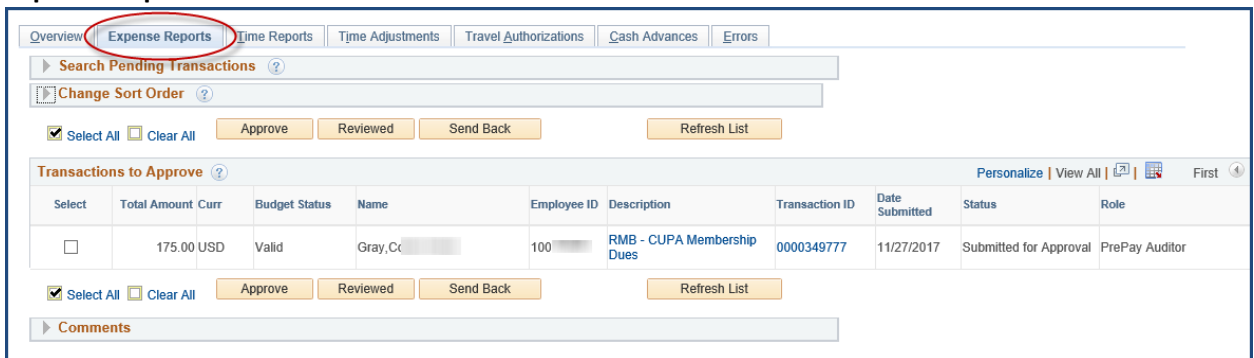 Overview Expense Reports Time Reports Time Adjustments Travel Authorizations Cash Advances Errors
Search Pending Transactions ?
Change Sort Order ?
Select All Clear All Approve Reviewed Send Back Refresh List
Transactions to Approve ? Personalize | View All | | First
Select Total Amount Curr Budget Status Name Employee ID Description Transaction ID Date Submitted Status Role
175.00 USD Valid Gray, 100 RMB - CUPA Membership Dues 0000349777 11/27/2017 Submitted for Approval PrePay Auditor
Select All Clear All Approve Reviewed Send Back Refresh List
Comments